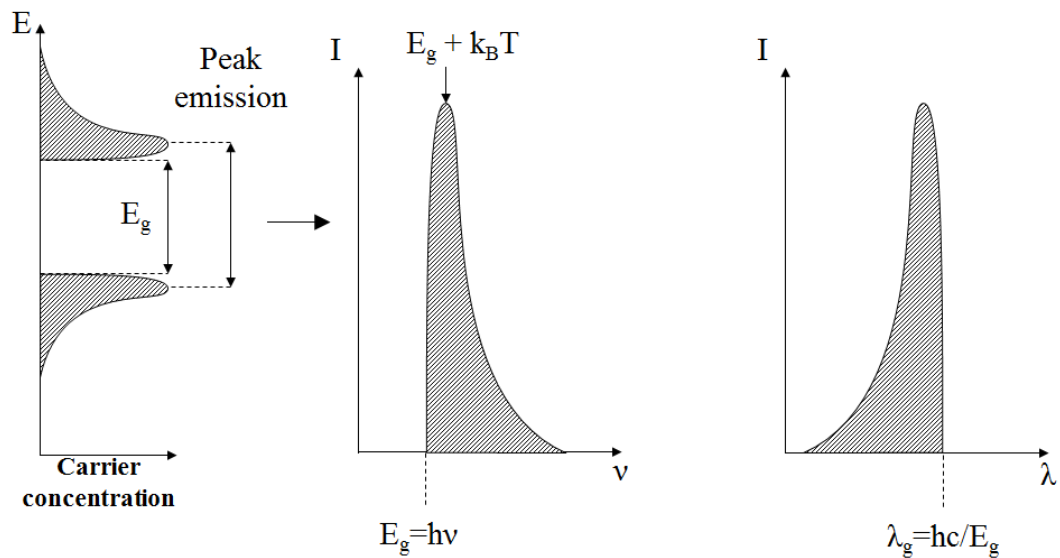 E
Peak
emission
E_g
Carrier
concentration
I
E_g + k_BT
ν
E_g=hν
I
λ
λ_g=hc/E_g